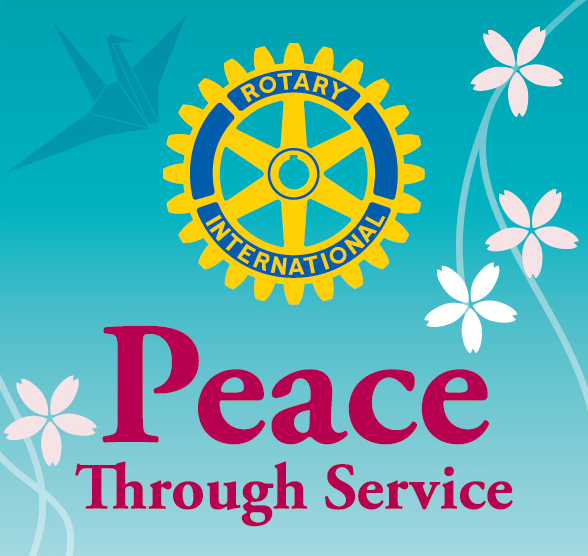 ROTARY
INTERNATIONAL
Peace
Through Service